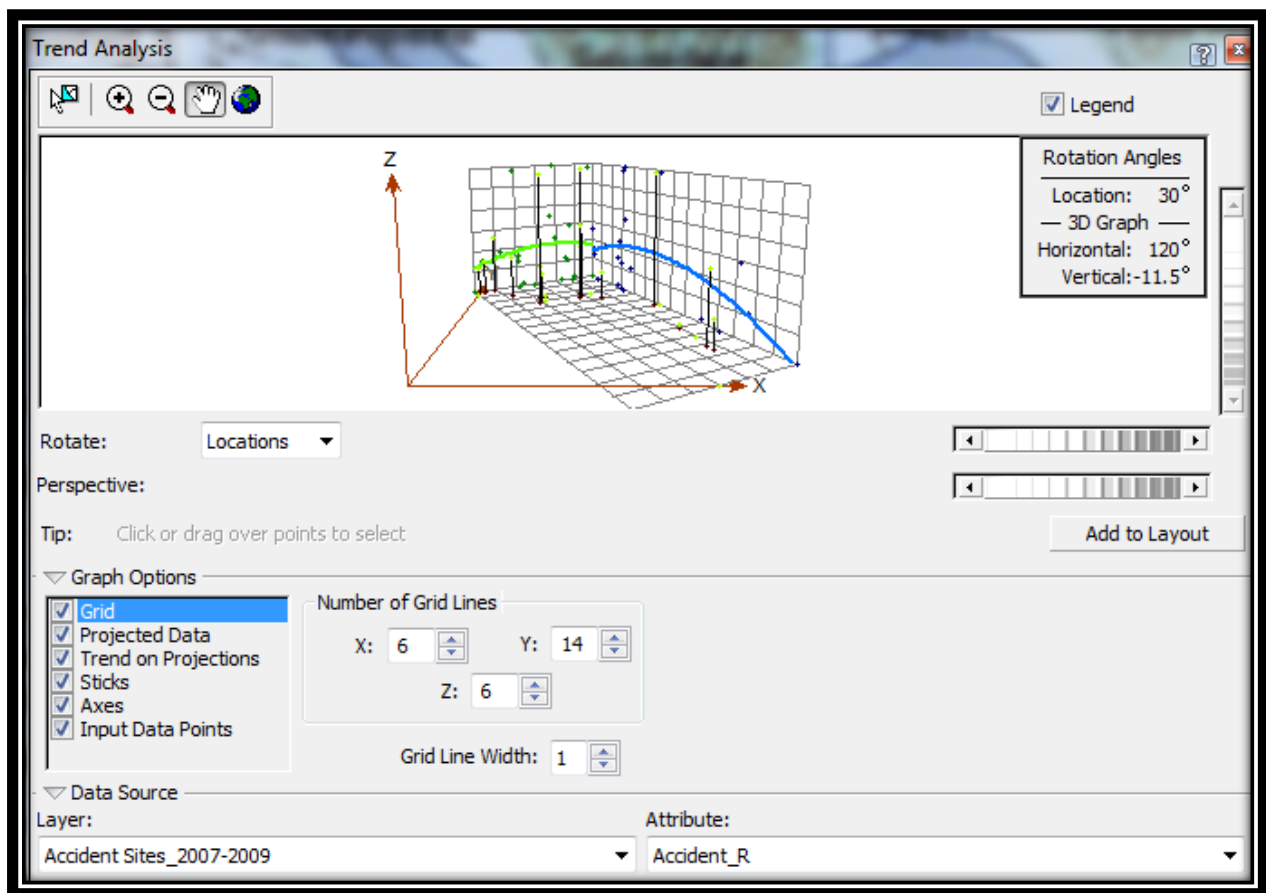 Trend Analysis
Legend
Z
X
Rotation Angles
Location: 30°
3D Graph
Horizontal: 120°
Vertical:-11.5°
Rotate: Locations
Perspective:
Tip: Click or drag over points to select
Add to Layout
Graph Options
Grid
Projected Data
Trend on Projections
Sticks
Axes
Input Data Points
Number of Grid Lines
X: 6 Y: 14
Z: 6
Grid Line Width: 1
Data Source
Layer: Attribute:
Accident Sites_2007-2009 Accident_R